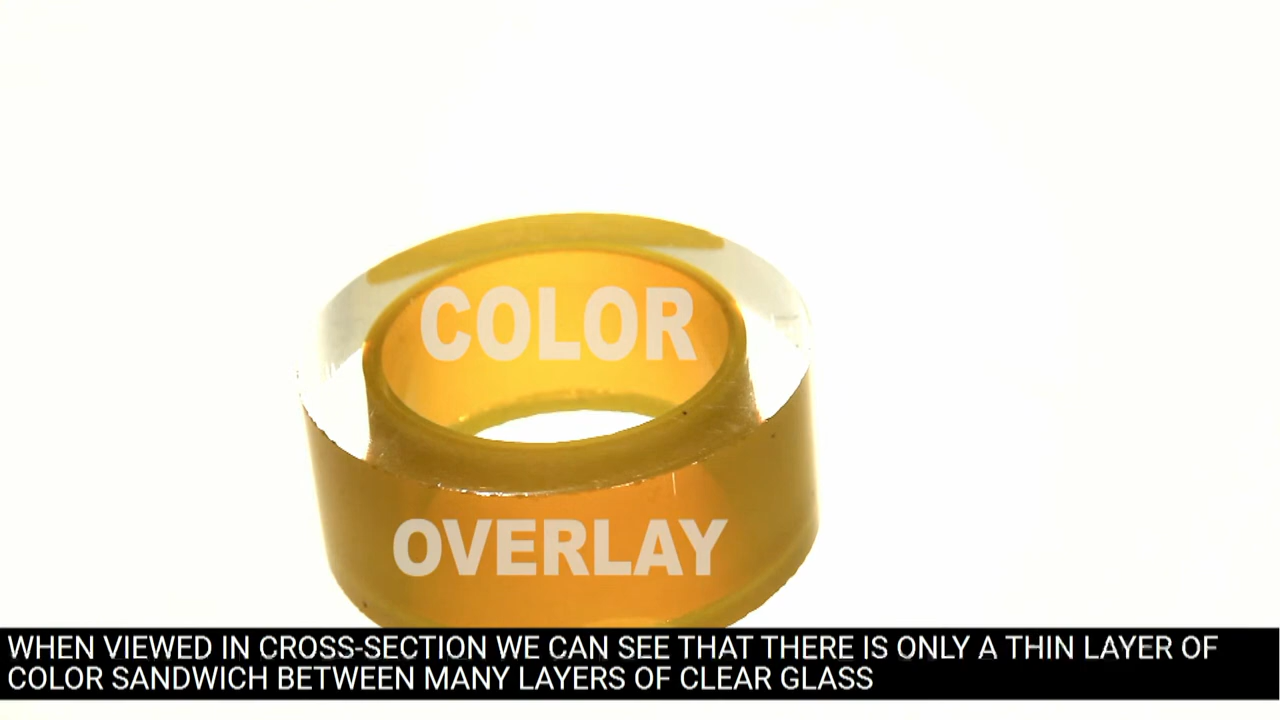 COLOR
OVERLAY
WHEN VIEWED IN CROSS-SECTION WE CAN SEE THAT THERE IS ONLY A THIN LAYER OF
COLOR SANDWICH BETWEEN MANY LAYERS OF CLEAR GLASS